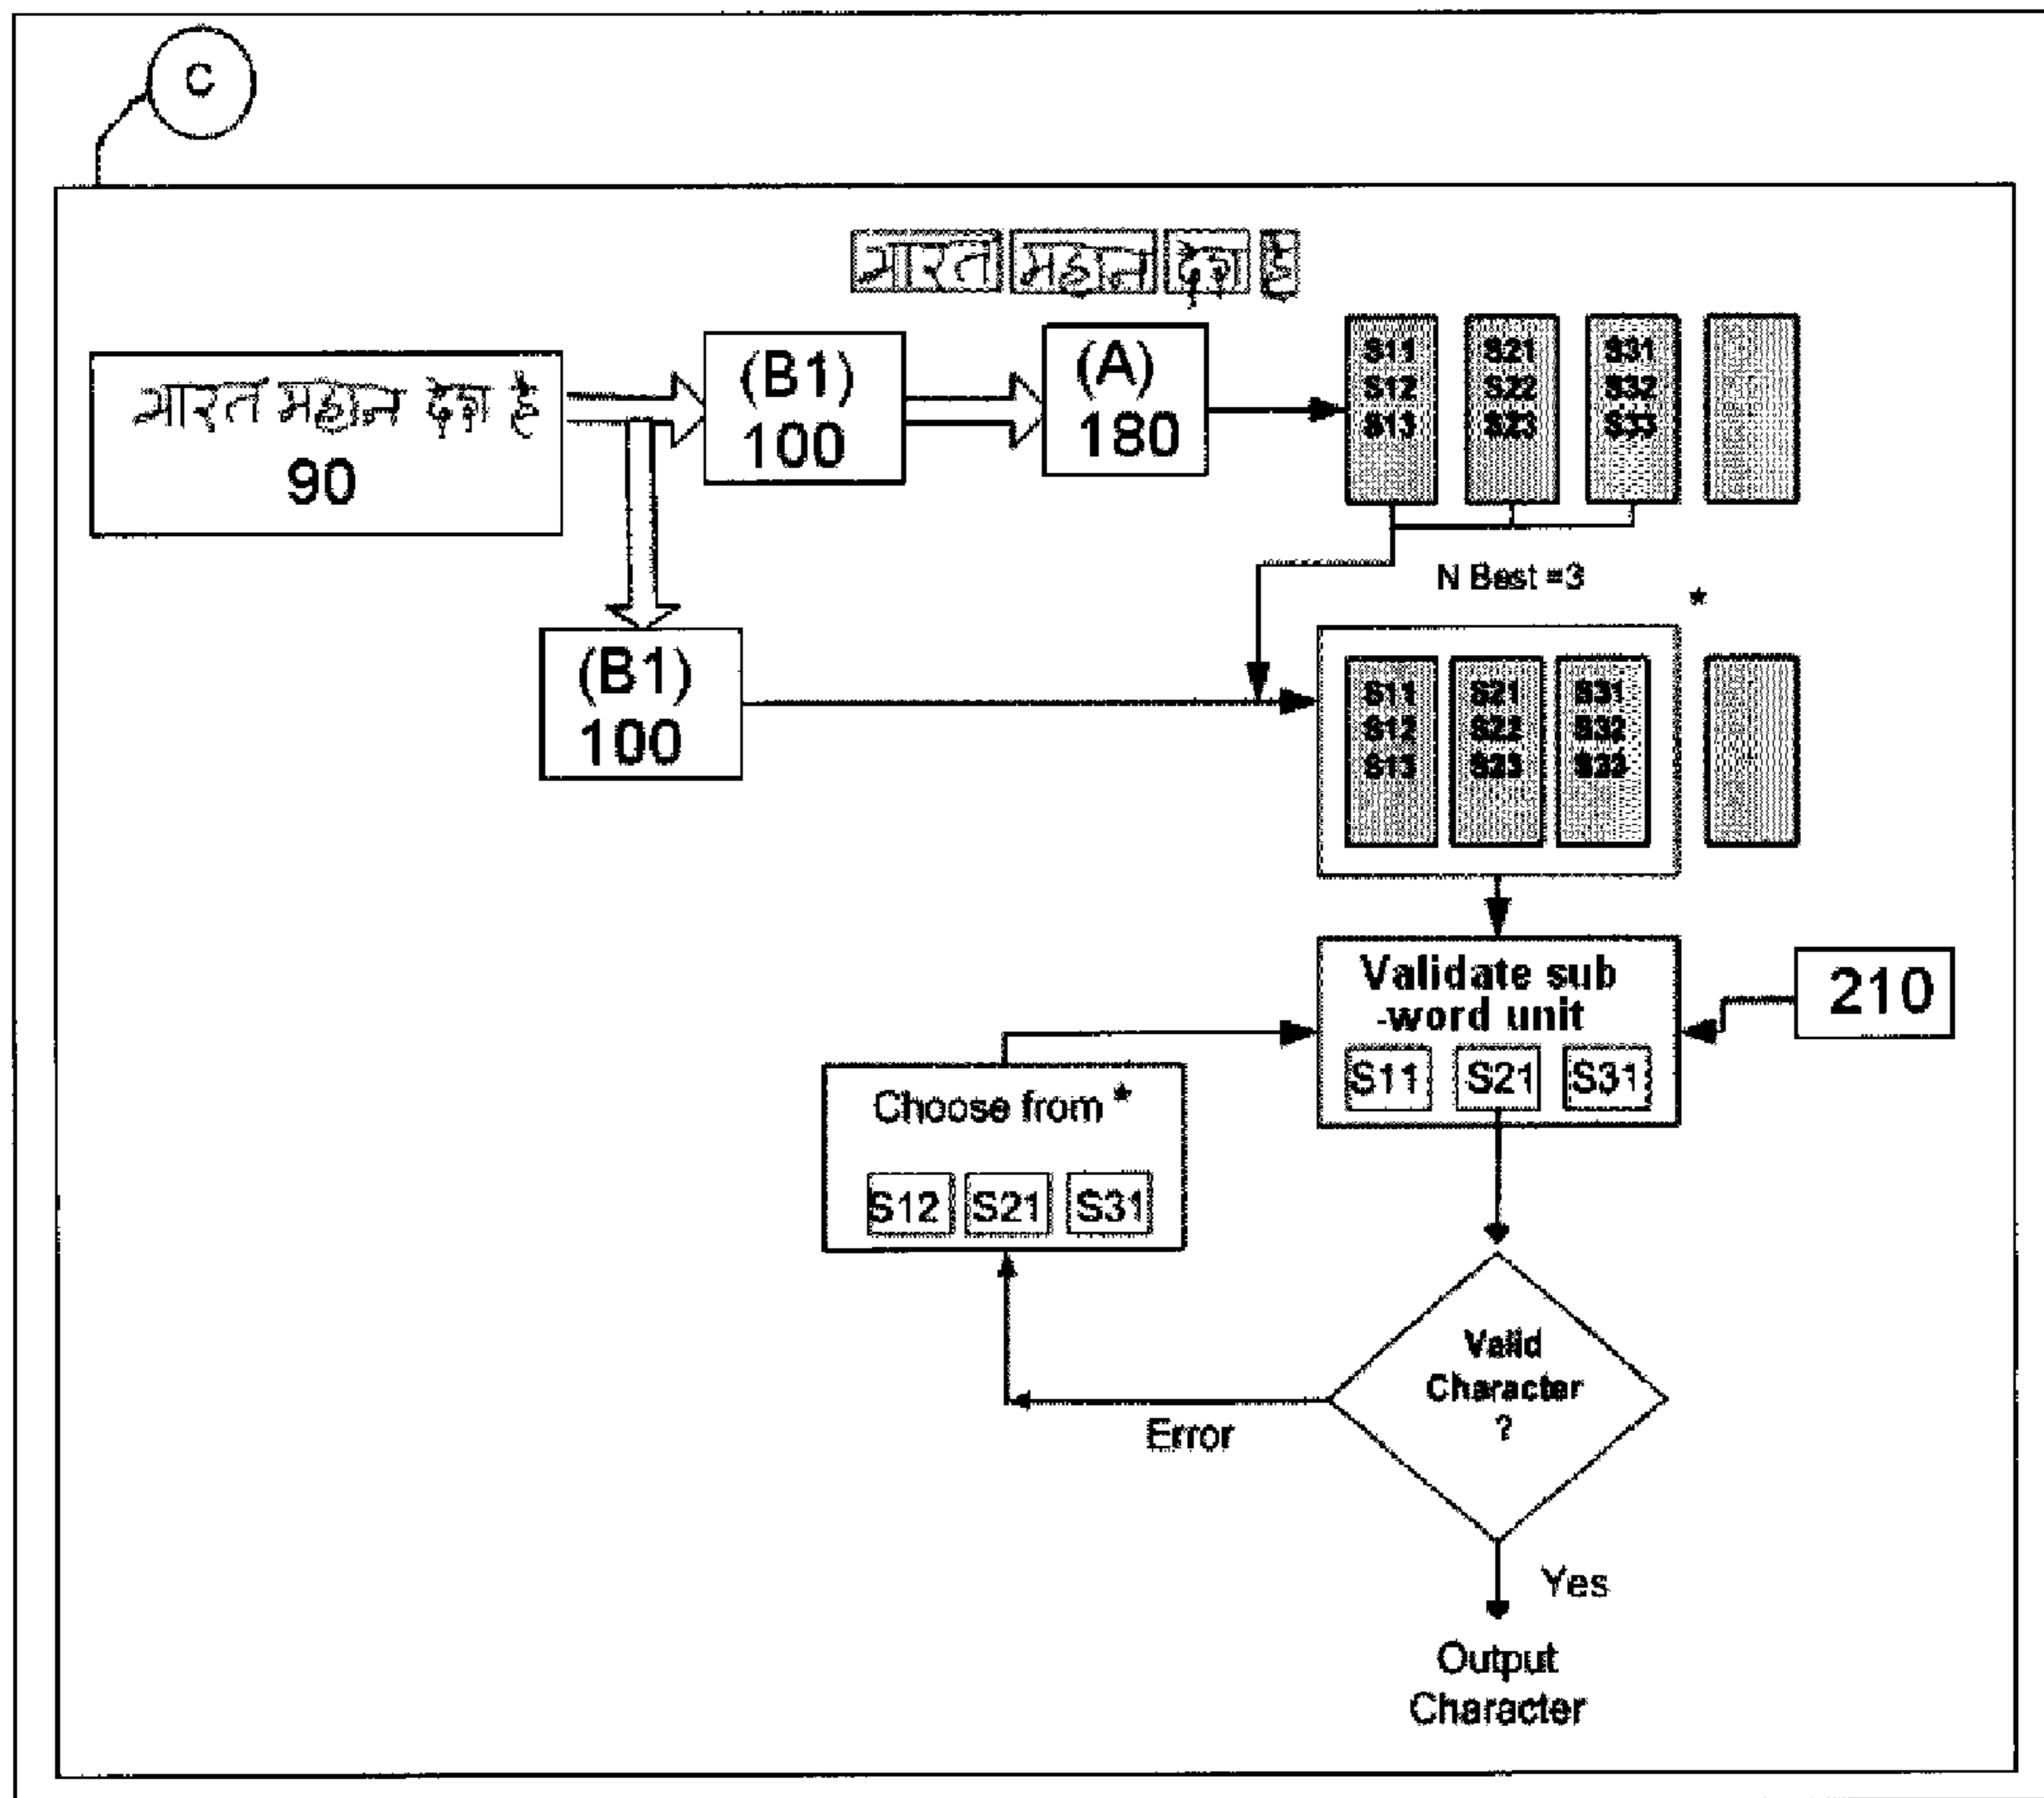 C
भारत महान देश है
भारत महान देश है
90
(B1)
100
(A)
180
S11
S12
S13
S21
S22
S23
S31
S32
S33
N Best =3
*
(B1)
100
S11
S12
S13
S21
S22
S23
S31
S32
S33
Validate sub
-word unit
S11 S21 S31
210
Choose from *
S12 S21 S31
Valid
Character
?
Error
Yes
Output
Character